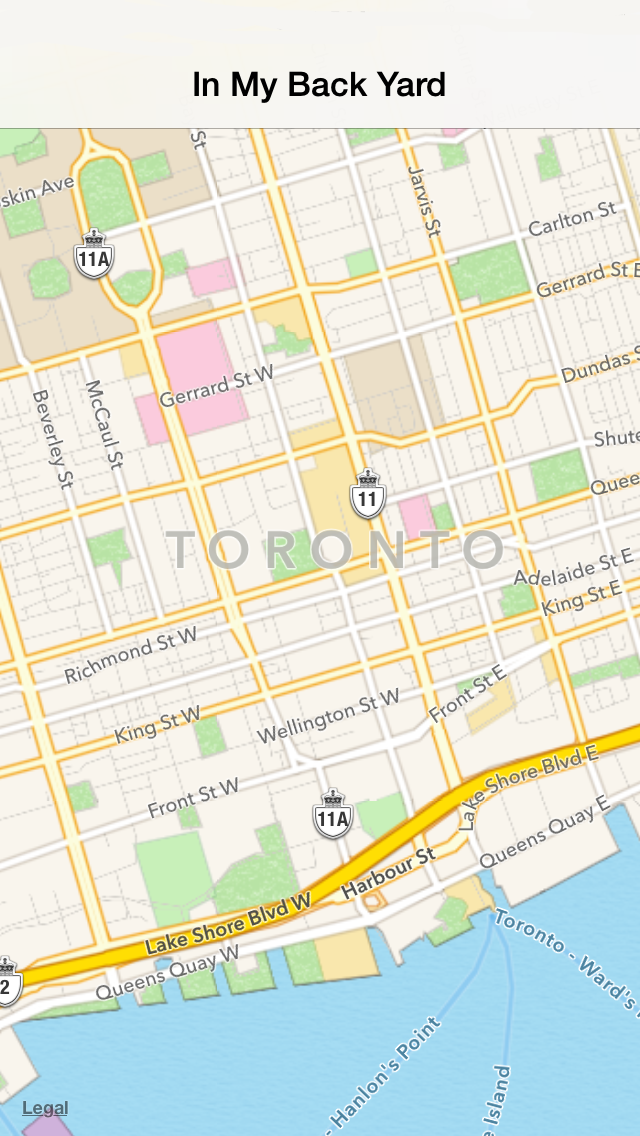 In My Back Yard
St
skin Ave
Jarvis St
Carlton St
11A
Gerrard St E
Dundas S
Gerrard St W
Beverley St
McCaul St
Shute
11
Quee
TORONTO
Adelaide St E
King St E
Richmond St W
Front St E
Wellington St W
King St W
Front St W
Lake Shore Blvd E
11A
Queens Quay E
Harbour St
Lake Shore Blvd W
Queens Quay W
Toronto - Ward's
2
- Hanlon's Point
e Island
Legal